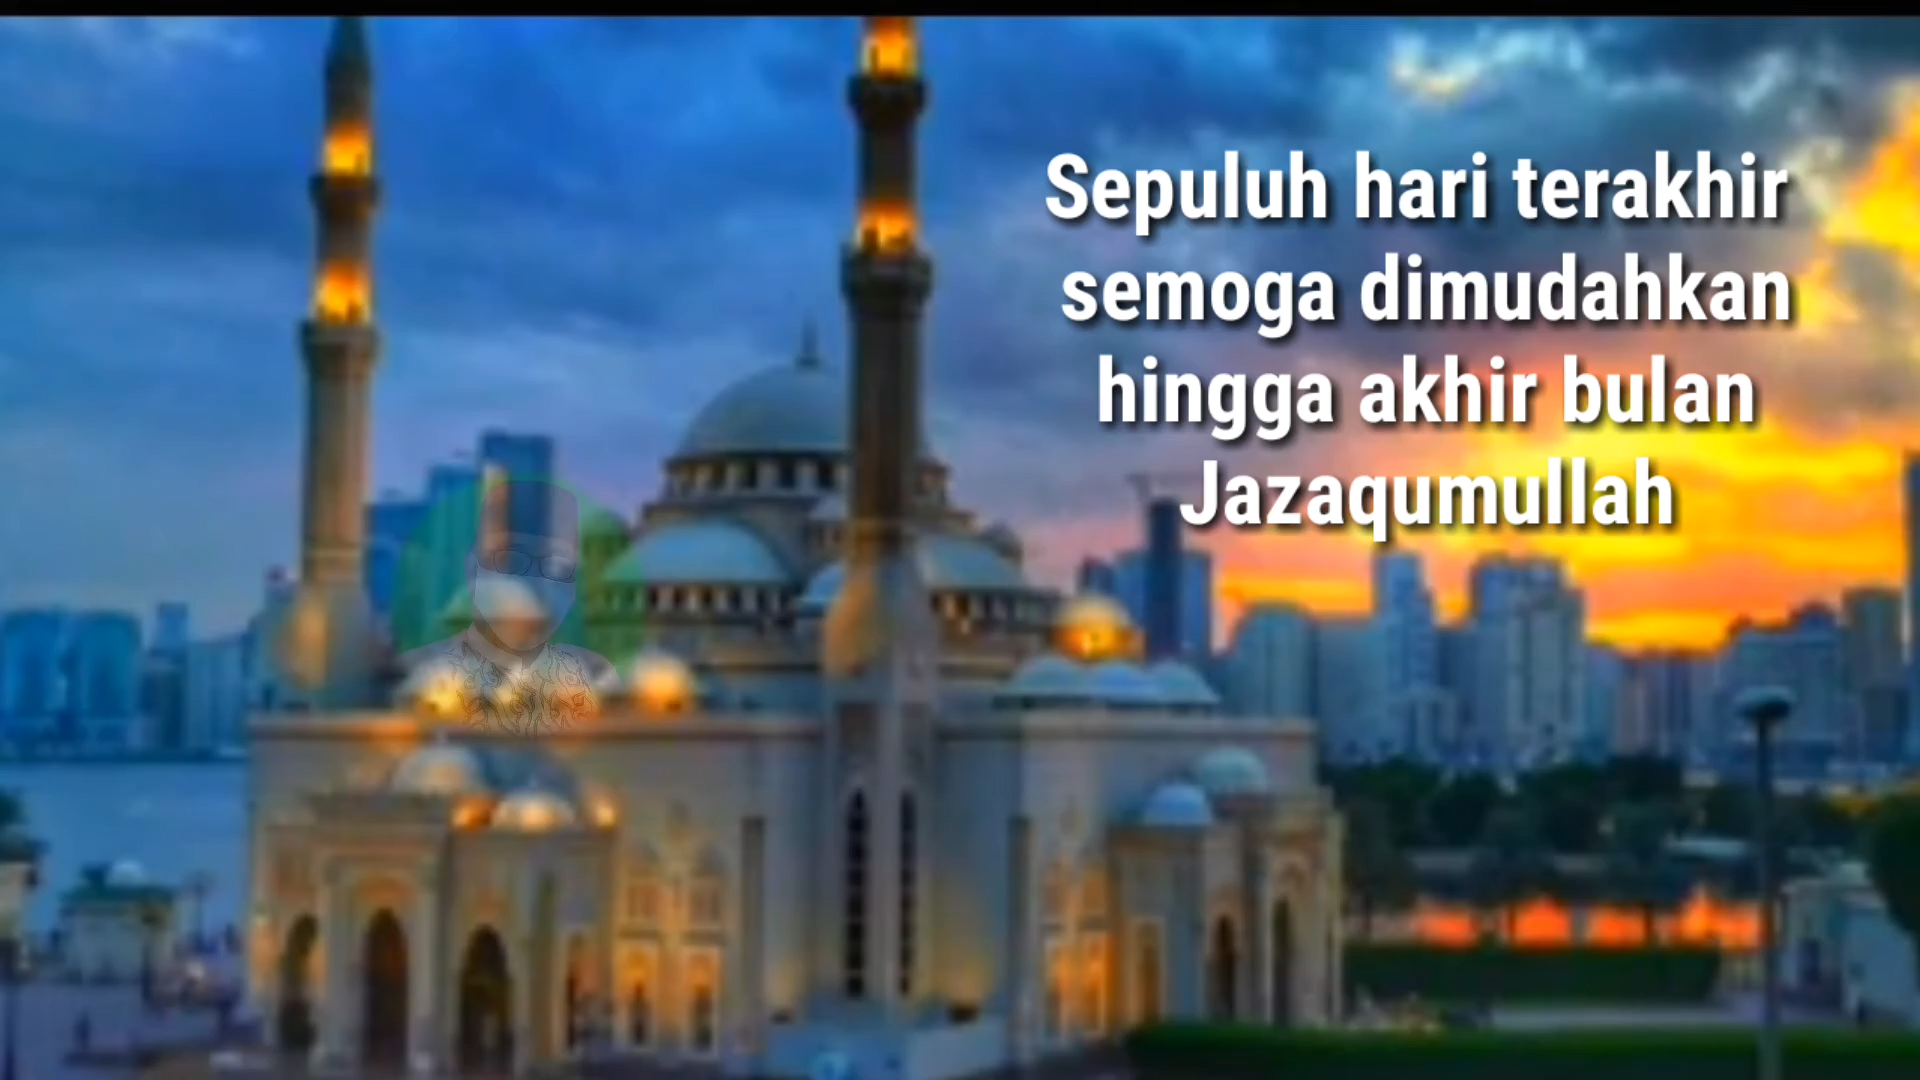 Sepuluh hari terakhir
semoga dimudahkan
hingga akhir bulan
Jazaqumullah